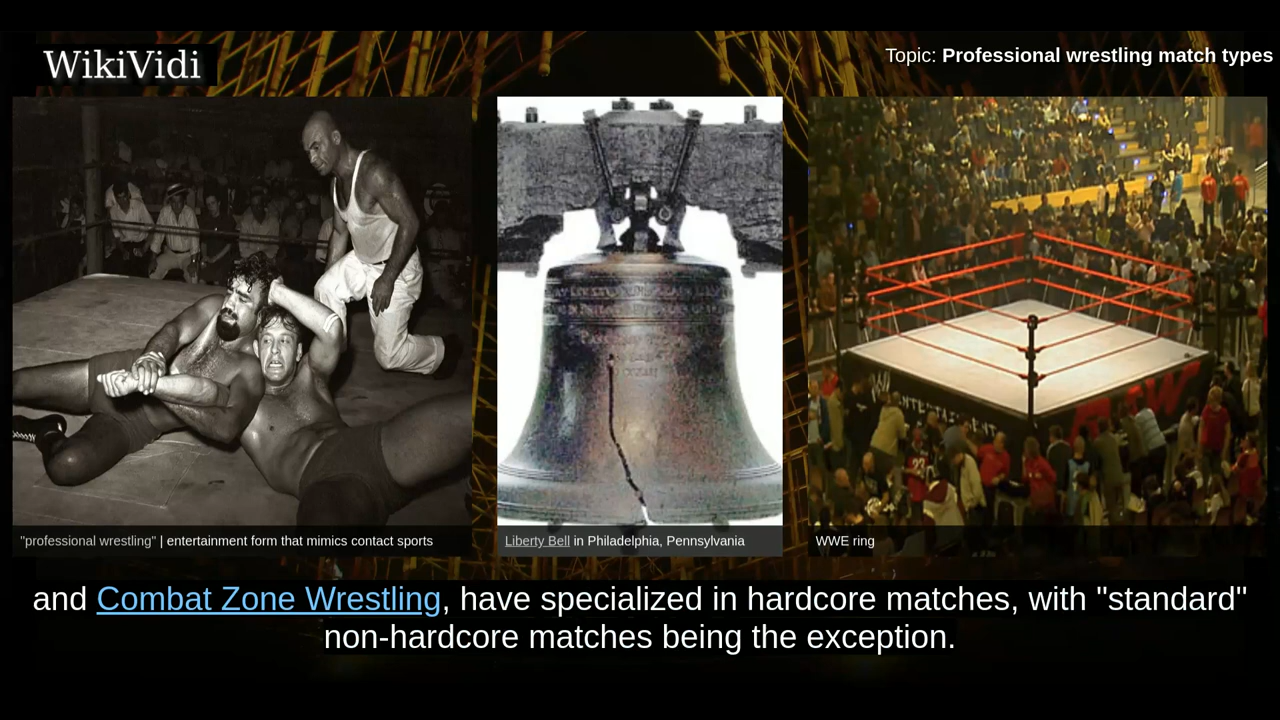 WikiVidi
Topic: Professional wrestling match types
ENTERTAINMENT
"professional wrestling" | entertainment form that mimics contact sports
Liberty Bell in Philadelphia, Pennsylvania
WWE ring
and Combat Zone Wrestling, have specialized in hardcore matches, with "standard"
non-hardcore matches being the exception.